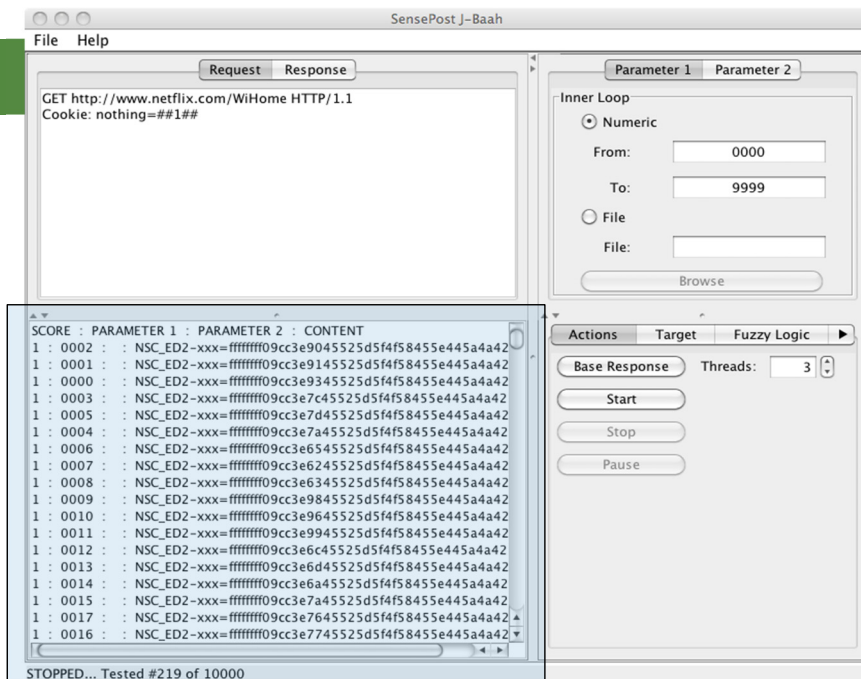 SensePost J-Baah
File Help
Request Response
GET http://www.netflix.com/WiHome HTTP/1.1
Cookie: nothing=##1##
Parameter 1 Parameter 2
Inner Loop
Numeric
From: 0000
To: 9999
File
File:
Browse
SCORE : PARAMETER 1 : PARAMETER 2 : CONTENT
1 : 0002 : : NSC_ED2-xxx=ffffffff09cc3e9045525d5f4f58455e445a4a42
1 : 0001 : : NSC_ED2-xxx=ffffffff09cc3e9145525d5f4f58455e445a4a42
1 : 0000 : : NSC_ED2-xxx=ffffffff09cc3e9345525d5f4f58455e445a4a42
1 : 0003 : : NSC_ED2-xxx=ffffffff09cc3e7c45525d5f4f58455e445a4a42
1 : 0005 : : NSC_ED2-xxx=ffffffff09cc3e7d45525d5f4f58455e445a4a42
1 : 0004 : : NSC_ED2-xxx=ffffffff09cc3e7a45525d5f4f58455e445a4a42
1 : 0006 : : NSC_ED2-xxx=ffffffff09cc3e6545525d5f4f58455e445a4a42
1 : 0007 : : NSC_ED2-xxx=ffffffff09cc3e6245525d5f4f58455e445a4a42
1 : 0008 : : NSC_ED2-xxx=ffffffff09cc3e6345525d5f4f58455e445a4a42
1 : 0009 : : NSC_ED2-xxx=ffffffff09cc3e9845525d5f4f58455e445a4a42
1 : 0010 : : NSC_ED2-xxx=ffffffff09cc3e9645525d5f4f58455e445a4a42
1 : 0011 : : NSC_ED2-xxx=ffffffff09cc3e9945525d5f4f58455e445a4a42
1 : 0012 : : NSC_ED2-xxx=ffffffff09cc3e6c45525d5f4f58455e445a4a42
1 : 0013 : : NSC_ED2-xxx=ffffffff09cc3e6d45525d5f4f58455e445a4a42
1 : 0014 : : NSC_ED2-xxx=ffffffff09cc3e6a45525d5f4f58455e445a4a42
1 : 0015 : : NSC_ED2-xxx=ffffffff09cc3e7a45525d5f4f58455e445a4a42
1 : 0017 : : NSC_ED2-xxx=ffffffff09cc3e7645525d5f4f58455e445a4a42
1 : 0016 : : NSC_ED2-xxx=ffffffff09cc3e7745525d5f4f58455e445a4a42
Actions Target Fuzzy Logic
Base Response Threads: 3
Start
Stop
Pause
STOPPED... Tested #219 of 10000